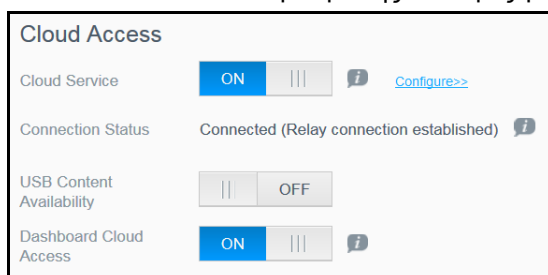 Cloud Access
Cloud Service ON Configure>>
Connection Status Connected (Relay connection established)
USB Content
Availability OFF
Dashboard Cloud
Access ON